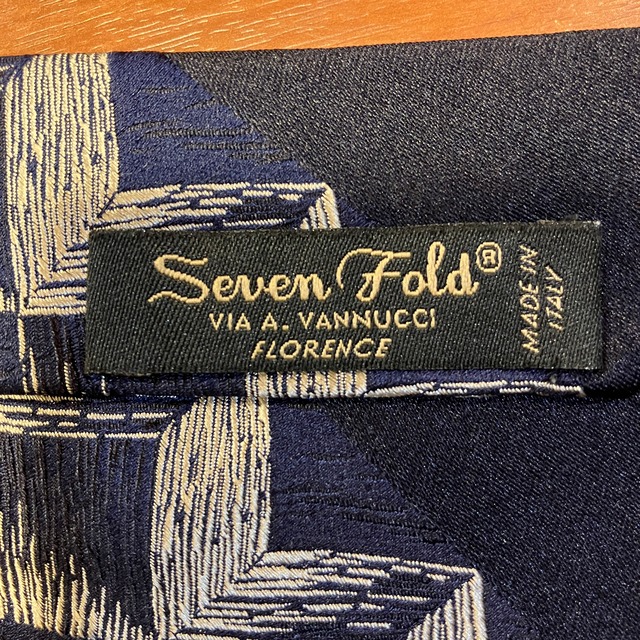 Seven Fold®
VIA A. VANNUCCI
FLORENCE
MADE IN
ITALY